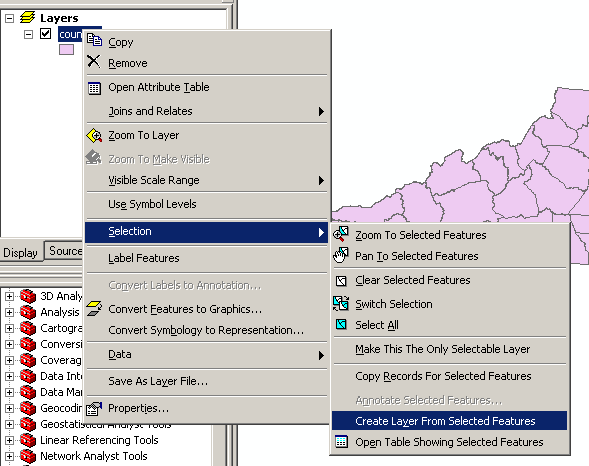 Layers
Copy
Remove
Open Attribute Table
Joins and Relates
Zoom To Layer
Zoom To Make Visible
Visible Scale Range
Use Symbol Levels
Selection
Label Features
Convert Labels to Annotation...
Convert Features to Graphics...
Convert Symbology to Representation...
Data
Save As Layer File...
Properties...
Zoom To Selected Features
Pan To Selected Features
Clear Selected Features
Switch Selection
Select All
Make This The Only Selectable Layer
Copy Records For Selected Features
Annotate Selected Features...
Create Layer From Selected Features
Open Table Showing Selected Features
Display
Source
3D Analy
Analysis
Cartogra
Conversi
Coverag
Data Int
Data Ma
Geocodin
Geostatistical Analyst Tools
Linear Referencing Tools
Network Analyst Tools